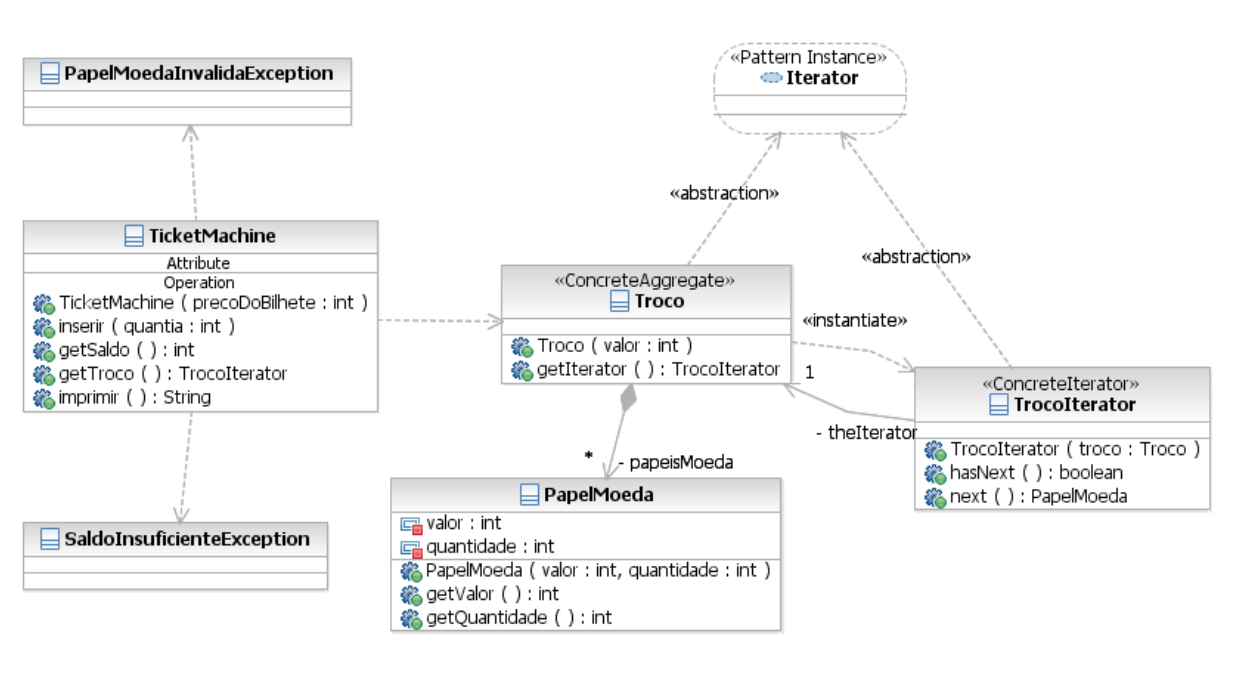 «Pattern Instance»
Iterator
PapelMoedaInvalidaException
«abstraction»
«abstraction»
TicketMachine
Attribute
Operation
TicketMachine ( precoDoBilhete : int )
inserir ( quantia : int )
getSaldo ( ) : int
getTroco ( ) : TrocoIterator
imprimir ( ) : String
«ConcreteAggregate»
Troco
Troco ( valor : int )
getIterator ( ) : TrocoIterator
«instantiate»
1
- theIterator
«ConcreteIterator»
TrocoIterator
TrocoIterator ( troco : Troco )
hasNext ( ) : boolean
next ( ) : PapelMoeda
*
- papeisMoeda
PapelMoeda
valor : int
quantidade : int
PapelMoeda ( valor : int, quantidade : int )
getValor ( ) : int
getQuantidade ( ) : int
SaldoInsuficienteException